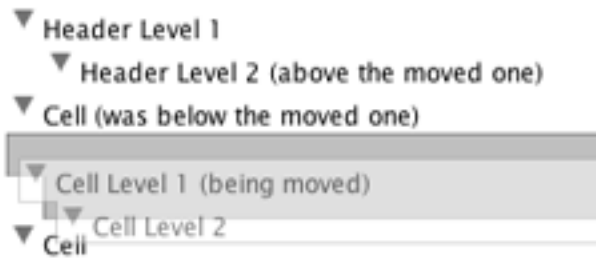 Header Level 1
Header Level 2 (above the moved one)
Cell (was below the moved one)
Cell Level 1 (being moved)
Cell Level 2
Cell